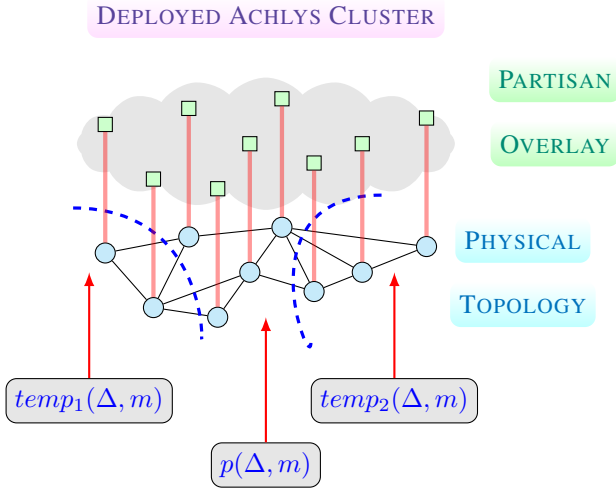 DEPLOYED ACHLYS CLUSTER
PARTISAN
OVERLAY
PHYSICAL
TOPOLOGY
temp₁(Δ, m)
temp₂(Δ, m)
p(Δ, m)